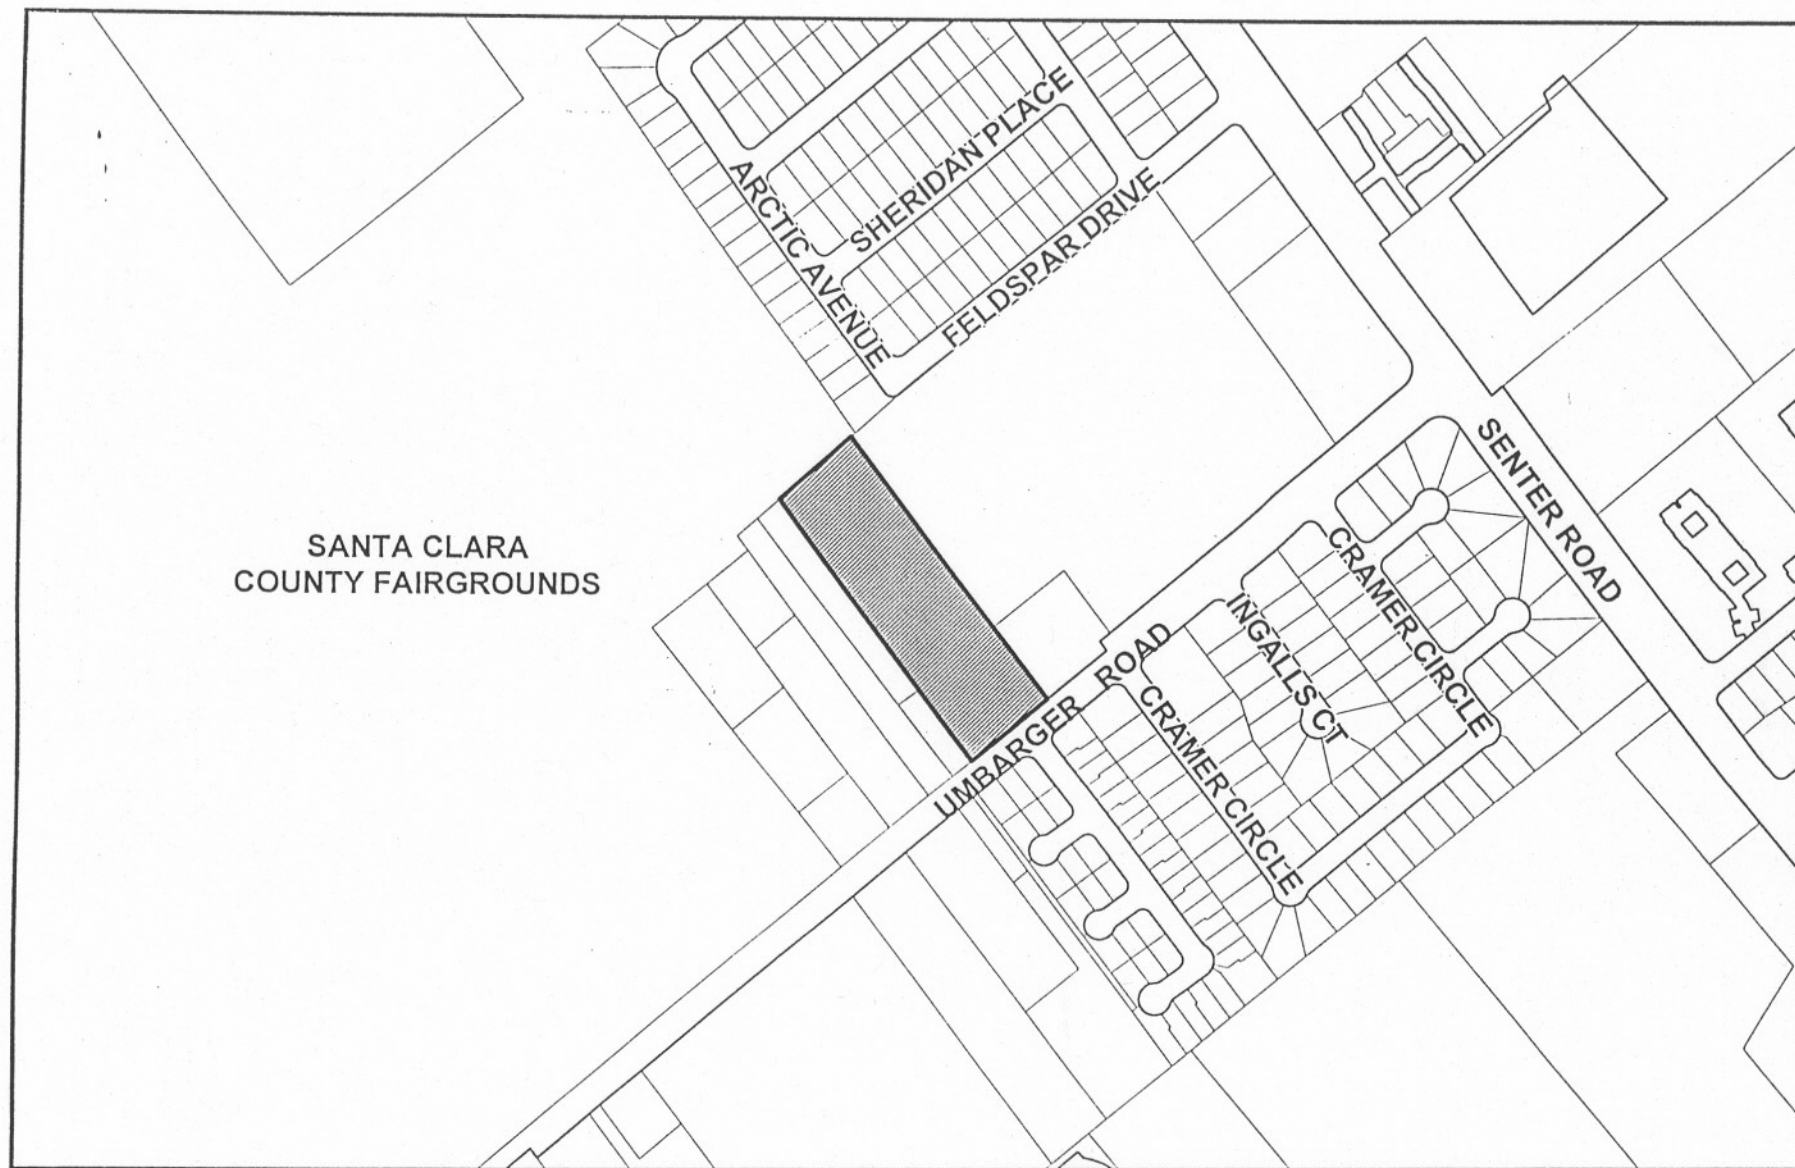 SHERIDAN PLACE
ARCTIC AVENUE
FELDSPAR DRIVE
SENTER ROAD
SANTA CLARA
COUNTY FAIRGROUNDS
CRAMER CIRCLE
INGALLS CT
UMBARGER ROAD
CRAMER CIRCLE